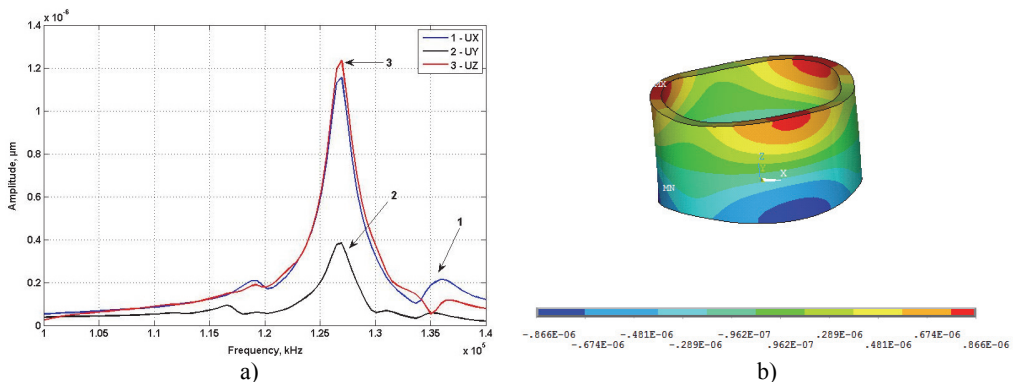 x 10⁻⁶
1.4
1.2
1
0.8
0.6
0.4
0.2
0
Amplitude, µm
1 - UX
2 - UY
3 - UZ
3
2
1
1 1.05 1.1 1.15 1.2 1.25 1.3 1.35 1.4
Frequency, kHz
x 10⁵
a)
MX
Z
Y
X
MN
-.866E-06 -.481E-06 -.962E-07 .289E-06 .674E-06
-.674E-06 -.289E-06 .962E-07 .481E-06 .866E-06
b)